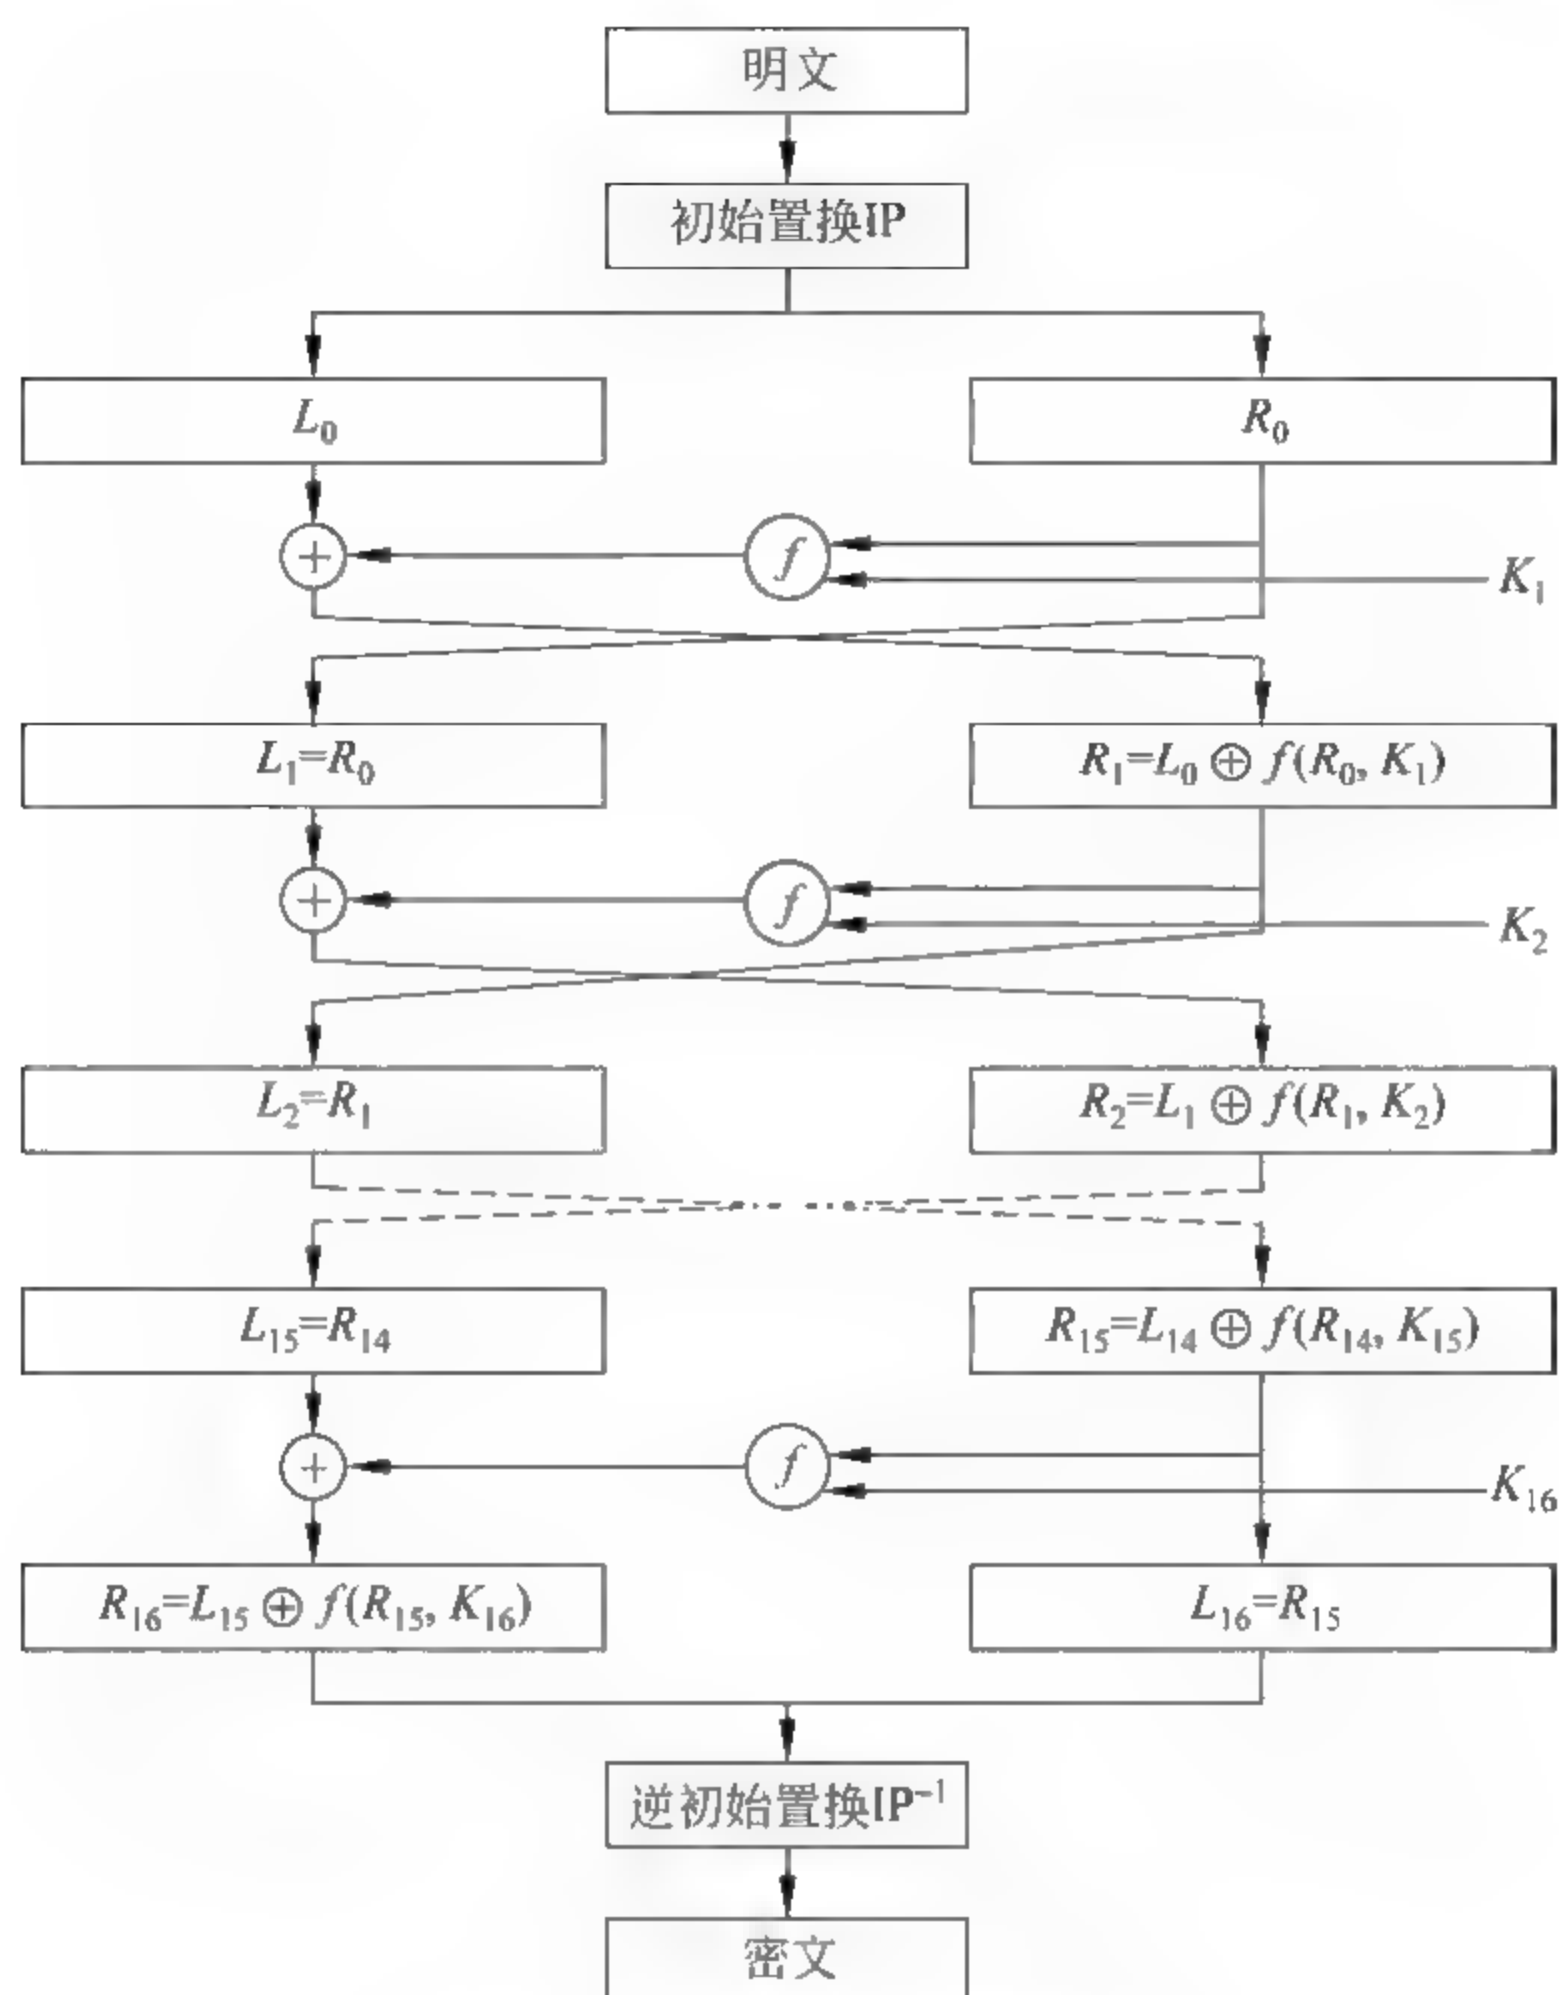 明文
初始置换IP
L₀
R₀
+
f
K₁
L₁=R₀
R₁=L₀ ⊕ f(R₀, K₁)
+
f
K₂
L₂=R₁
R₂=L₁ ⊕ f(R₁, K₂)
L₁₅=R₁₄
R₁₅=L₁₄ ⊕ f(R₁₄, K₁₅)
+
f
K₁₆
R₁₆=L₁₅ ⊕ f(R₁₅, K₁₆)
L₁₆=R₁₅
逆初始置换IP⁻¹
密文